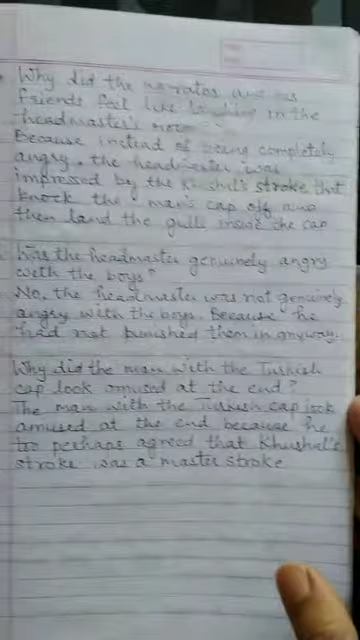 Why did the narrator and his
friends feel like laughing in the
headmaster's room
Because instead of being completely
angry, the headmaster was
impressed by the Khushal's stroke that
knock the man's cap off and
then land the gulli inside the cap
Was the headmaster genuinely angry
with the boys?
No, the headmaster was not genuinely
angry with the boys. Because he
had not punished them in anyway.
Why did the man with the Turkish
cap look amused at the end?
The man with the Turkish cap look
amused at the end because he
too perhaps agreed that Khushal's
stroke was a master stroke